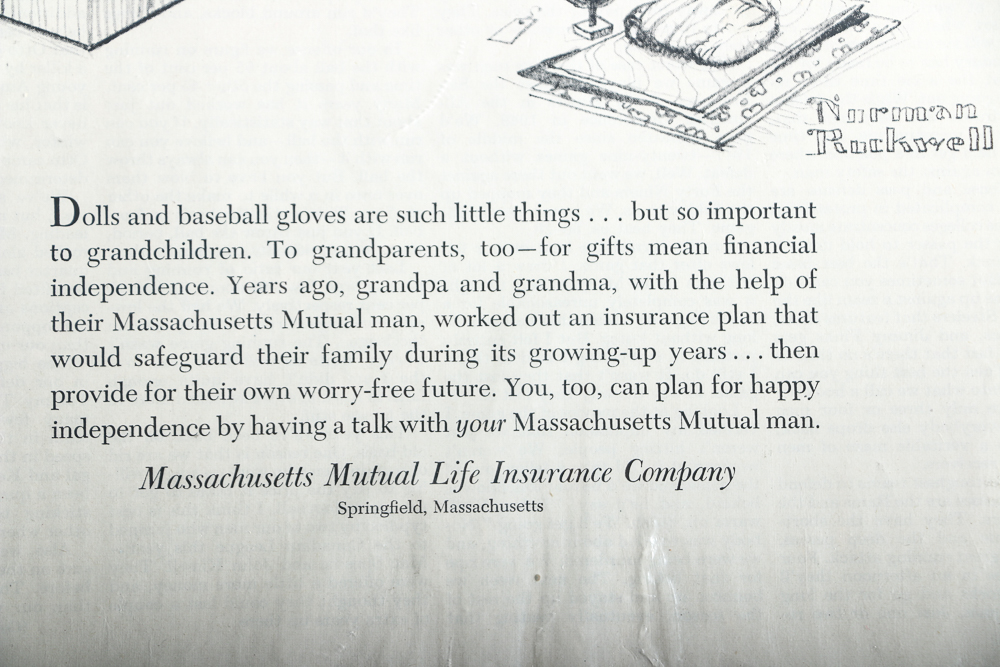 Norman
Rockwell
Dolls and baseball gloves are such little things . . . but so important
to grandchildren. To grandparents, too—for gifts mean financial
independence. Years ago, grandpa and grandma, with the help of
their Massachusetts Mutual man, worked out an insurance plan that
would safeguard their family during its growing-up years . . . then
provide for their own worry-free future. You, too, can plan for happy
independence by having a talk with your Massachusetts Mutual man.
Massachusetts Mutual Life Insurance Company
Springfield, Massachusetts